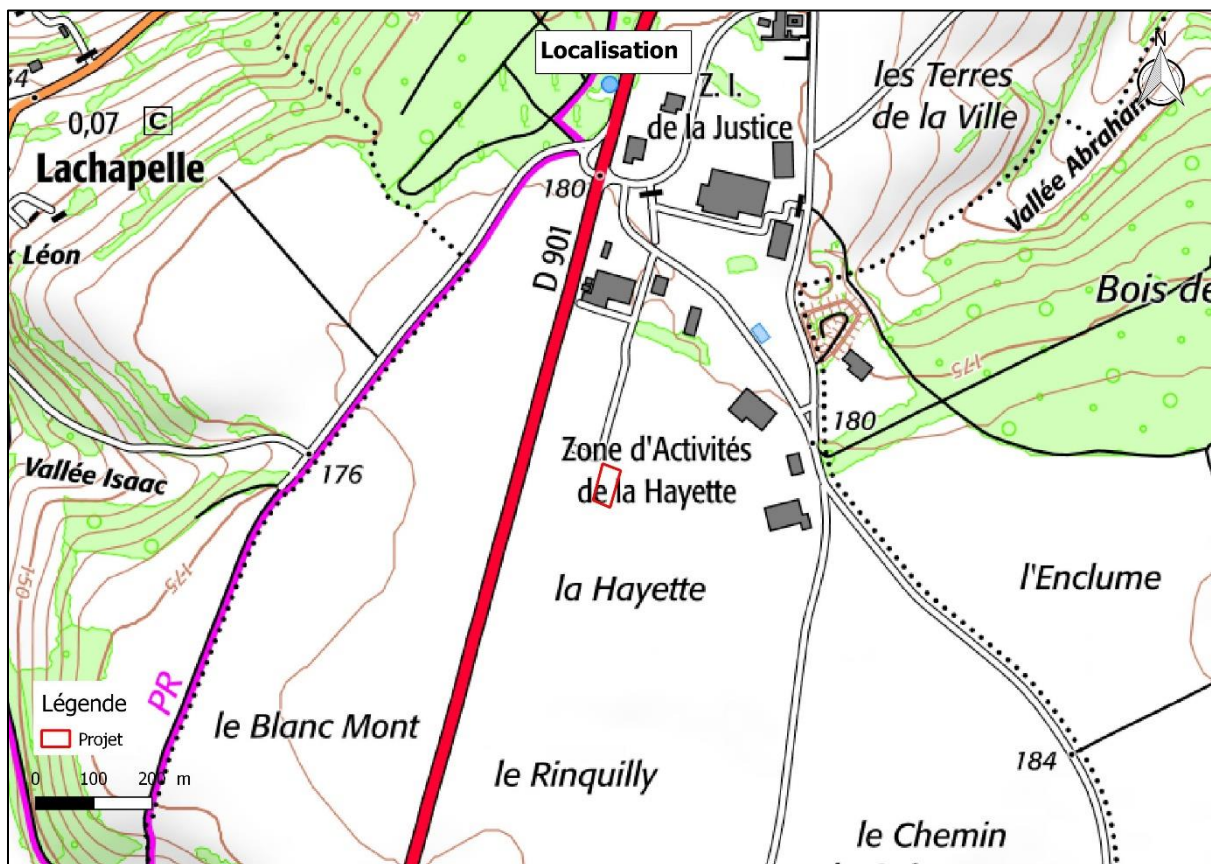 Localisation
N
les Terres
de la Ville
Z. I.
de la Justice
0,07
C
Lachapelle
180
Vallée Abraham
D 901
Léon
Bois de
175
180
Zone d'Activités
de la Hayette
Vallée Isaac
176
150
175
la Hayette
l'Enclume
PR
Légende
Projet
le Blanc Mont
le Rinquilly
184
0 100 200 m
le Chemin